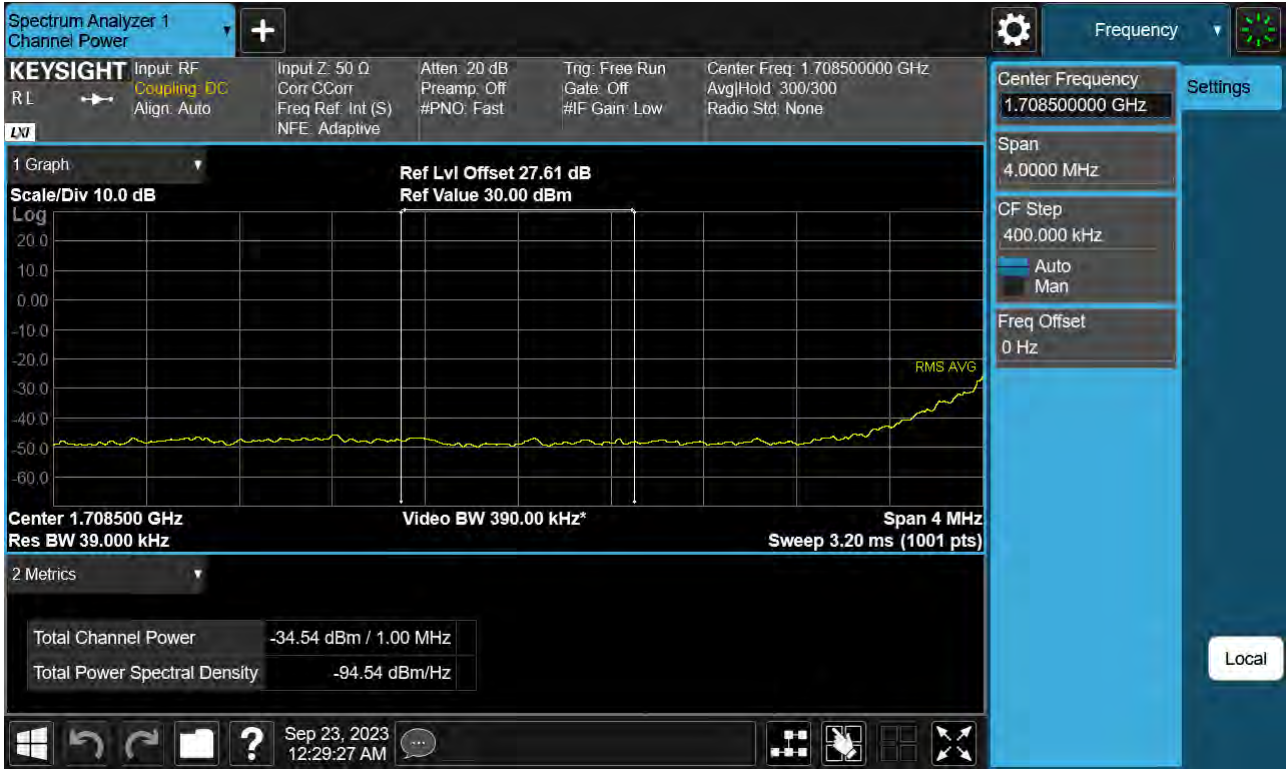 Spectrum Analyzer 1
Channel Power
+
Frequency
KEYSIGHT
RL
LXI
Input: RF
Coupling: DC
Align: Auto
Input Z: 50 Ω
Corr CCorr
Freq Ref: Int (S)
NFE: Adaptive
Atten: 20 dB
Preamp: Off
#PNO: Fast
Trig: Free Run
Gate: Off
#IF Gain: Low
Center Freq: 1.708500000 GHz
Avg|Hold: 300/300
Radio Std: None
Center Frequency
1.708500000 GHz
Settings
Span
4.0000 MHz
CF Step
400.000 kHz
Auto
Man
Freq Offset
0 Hz
Local
1 Graph
Scale/Div 10.0 dB
Ref Lvl Offset 27.61 dB
Ref Value 30.00 dBm
Log
20.0
10.0
0.00
-10.0
-20.0
-30.0
-40.0
-50.0
-60.0
RMS AVG
Center 1.708500 GHz
Video BW 390.00 kHz*
Span 4 MHz
Res BW 39.000 kHz
Sweep 3.20 ms (1001 pts)
2 Metrics
Total Channel Power -34.54 dBm / 1.00 MHz
Total Power Spectral Density -94.54 dBm/Hz
?
Sep 23, 2023
12:29:27 AM